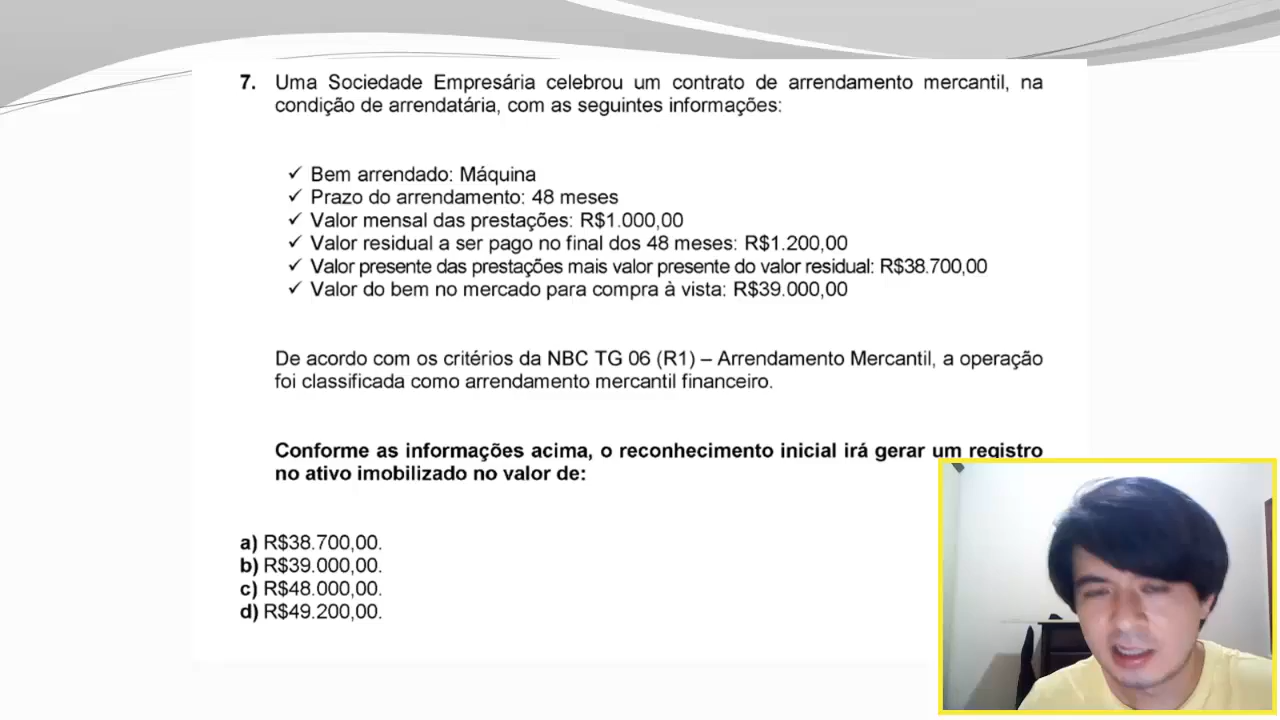 7. Uma Sociedade Empresária celebrou um contrato de arrendamento mercantil, na
condição de arrendatária, com as seguintes informações:
✓ Bem arrendado: Máquina
✓ Prazo do arrendamento: 48 meses
✓ Valor mensal das prestações: R$1.000,00
✓ Valor residual a ser pago no final dos 48 meses: R$1.200,00
✓ Valor presente das prestações mais valor presente do valor residual: R$38.700,00
✓ Valor do bem no mercado para compra à vista: R$39.000,00
De acordo com os critérios da NBC TG 06 (R1) – Arrendamento Mercantil, a operação
foi classificada como arrendamento mercantil financeiro.
Conforme as informações acima, o reconhecimento inicial irá gerar um registro
no ativo imobilizado no valor de:
a) R$38.700,00.
b) R$39.000,00.
c) R$48.000,00.
d) R$49.200,00.